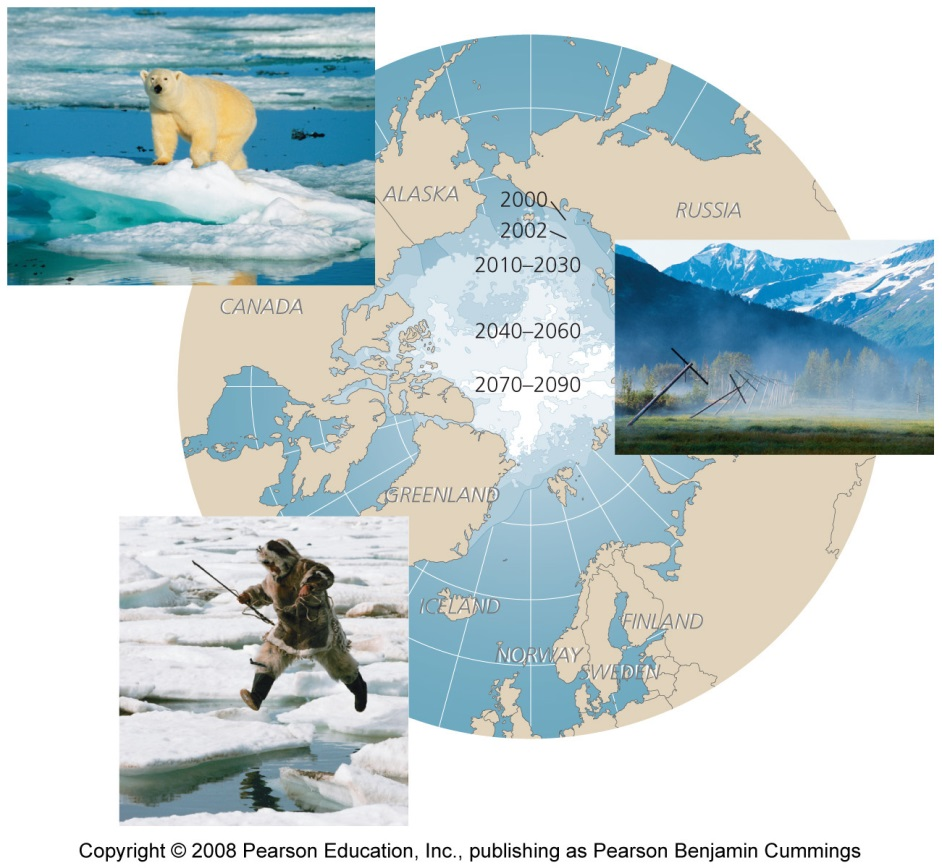 ALASKA
2000
RUSSIA
2002
2010–2030
CANADA
2040–2060
2070–2090
GREENLAND
ICELAND
FINLAND
NORWAY
SWEDEN
Copyright © 2008 Pearson Education, Inc., publishing as Pearson Benjamin Cummings